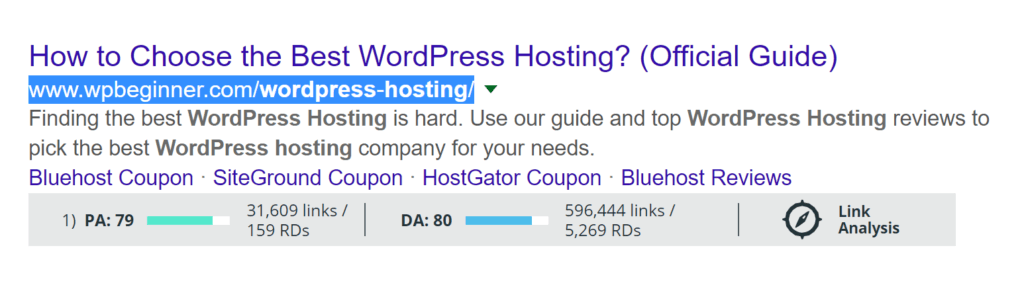 How to Choose the Best WordPress Hosting? (Official Guide)
www.wpbeginner.com/wordpress-hosting/
Finding the best WordPress Hosting is hard. Use our guide and top WordPress Hosting reviews to
pick the best WordPress hosting company for your needs.
Bluehost Coupon · SiteGround Coupon · HostGator Coupon · Bluehost Reviews
1) PA: 79 31,609 links / 159 RDs DA: 80 596,444 links / 5,269 RDs Link Analysis